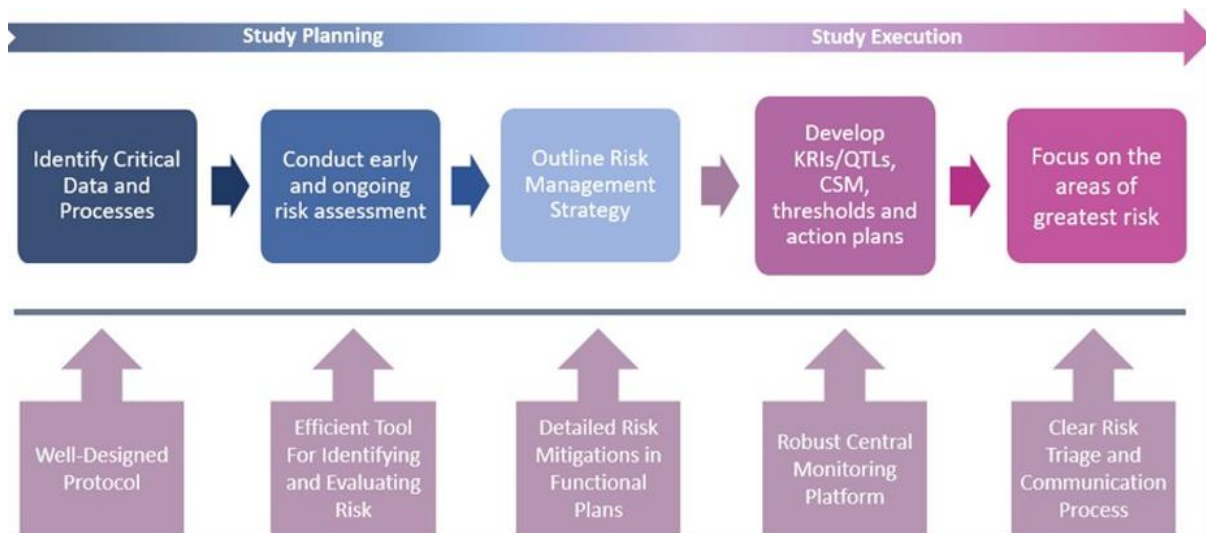 Study Planning
Study Execution
Identify Critical
Data and
Processes
Conduct early
and ongoing
risk assessment
Outline Risk
Management
Strategy
Develop
KRIs/QTLs,
CSM,
thresholds and
action plans
Focus on the
areas of
greatest risk
Well-Designed
Protocol
Efficient Tool
For Identifying
and Evaluating
Risk
Detailed Risk
Mitigations in
Functional
Plans
Robust Central
Monitoring
Platform
Clear Risk
Triage and
Communication
Process